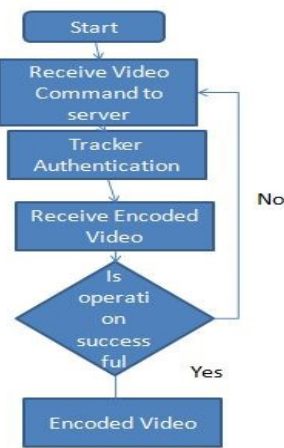 Start
Receive Video
Command to
server
Tracker
Authentication
Receive Encoded
Video
No
Is
operati
on
success
ful
Yes
Encoded Video